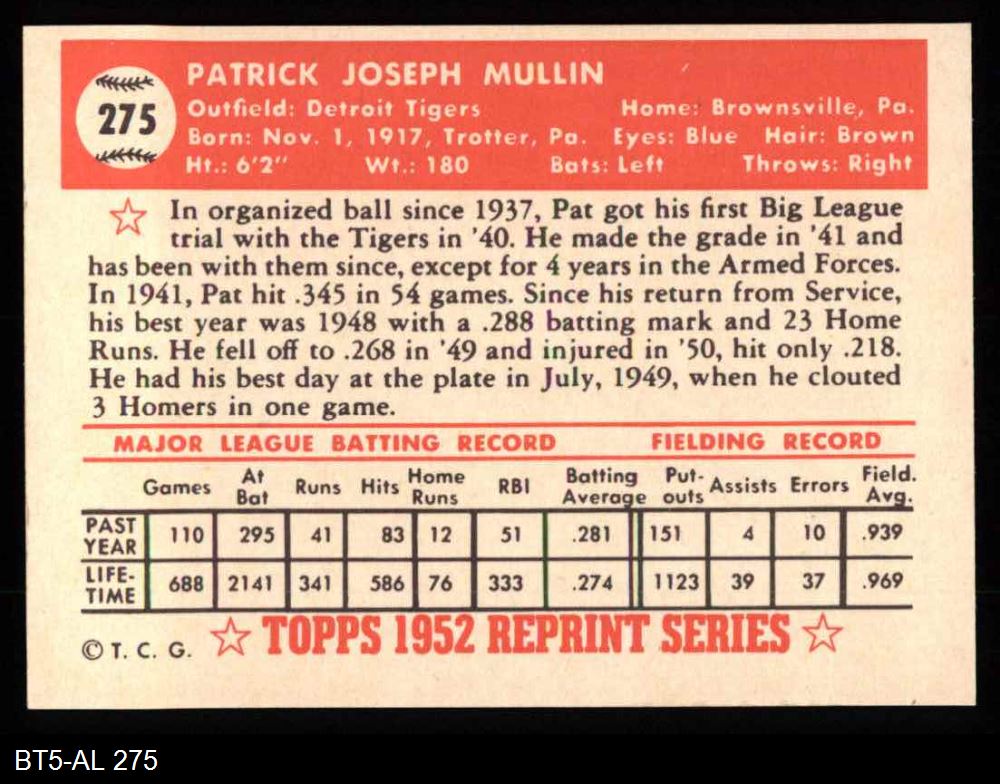 275
PATRICK JOSEPH MULLIN
Outfield: Detroit Tigers Home: Brownsville, Pa.
Born: Nov. 1, 1917, Trotter, Pa. Eyes: Blue Hair: Brown
Ht.: 6'2" Wt.: 180 Bats: Left Throws: Right
In organized ball since 1937, Pat got his first Big League
trial with the Tigers in '40. He made the grade in '41 and
has been with them since, except for 4 years in the Armed Forces.
In 1941, Pat hit .345 in 54 games. Since his return from Service,
his best year was 1948 with a .288 batting mark and 23 Home
Runs. He fell off to .268 in '49 and injured in '50, hit only .218.
He had his best day at the plate in July, 1949, when he clouted
3 Homers in one game.
MAJOR LEAGUE BATTING RECORD FIELDING RECORD
Games At Bat Runs Hits Home Runs RBI Batting Average Put-outs Assists Errors Field. Avg.
PAST YEAR 110 295 41 83 12 51 .281 151 4 10 .939
LIFE-TIME 688 2141 341 586 76 333 .274 1123 39 37 .969
© T. C. G. TOPPS 1952 REPRINT SERIES
BT5-AL 275